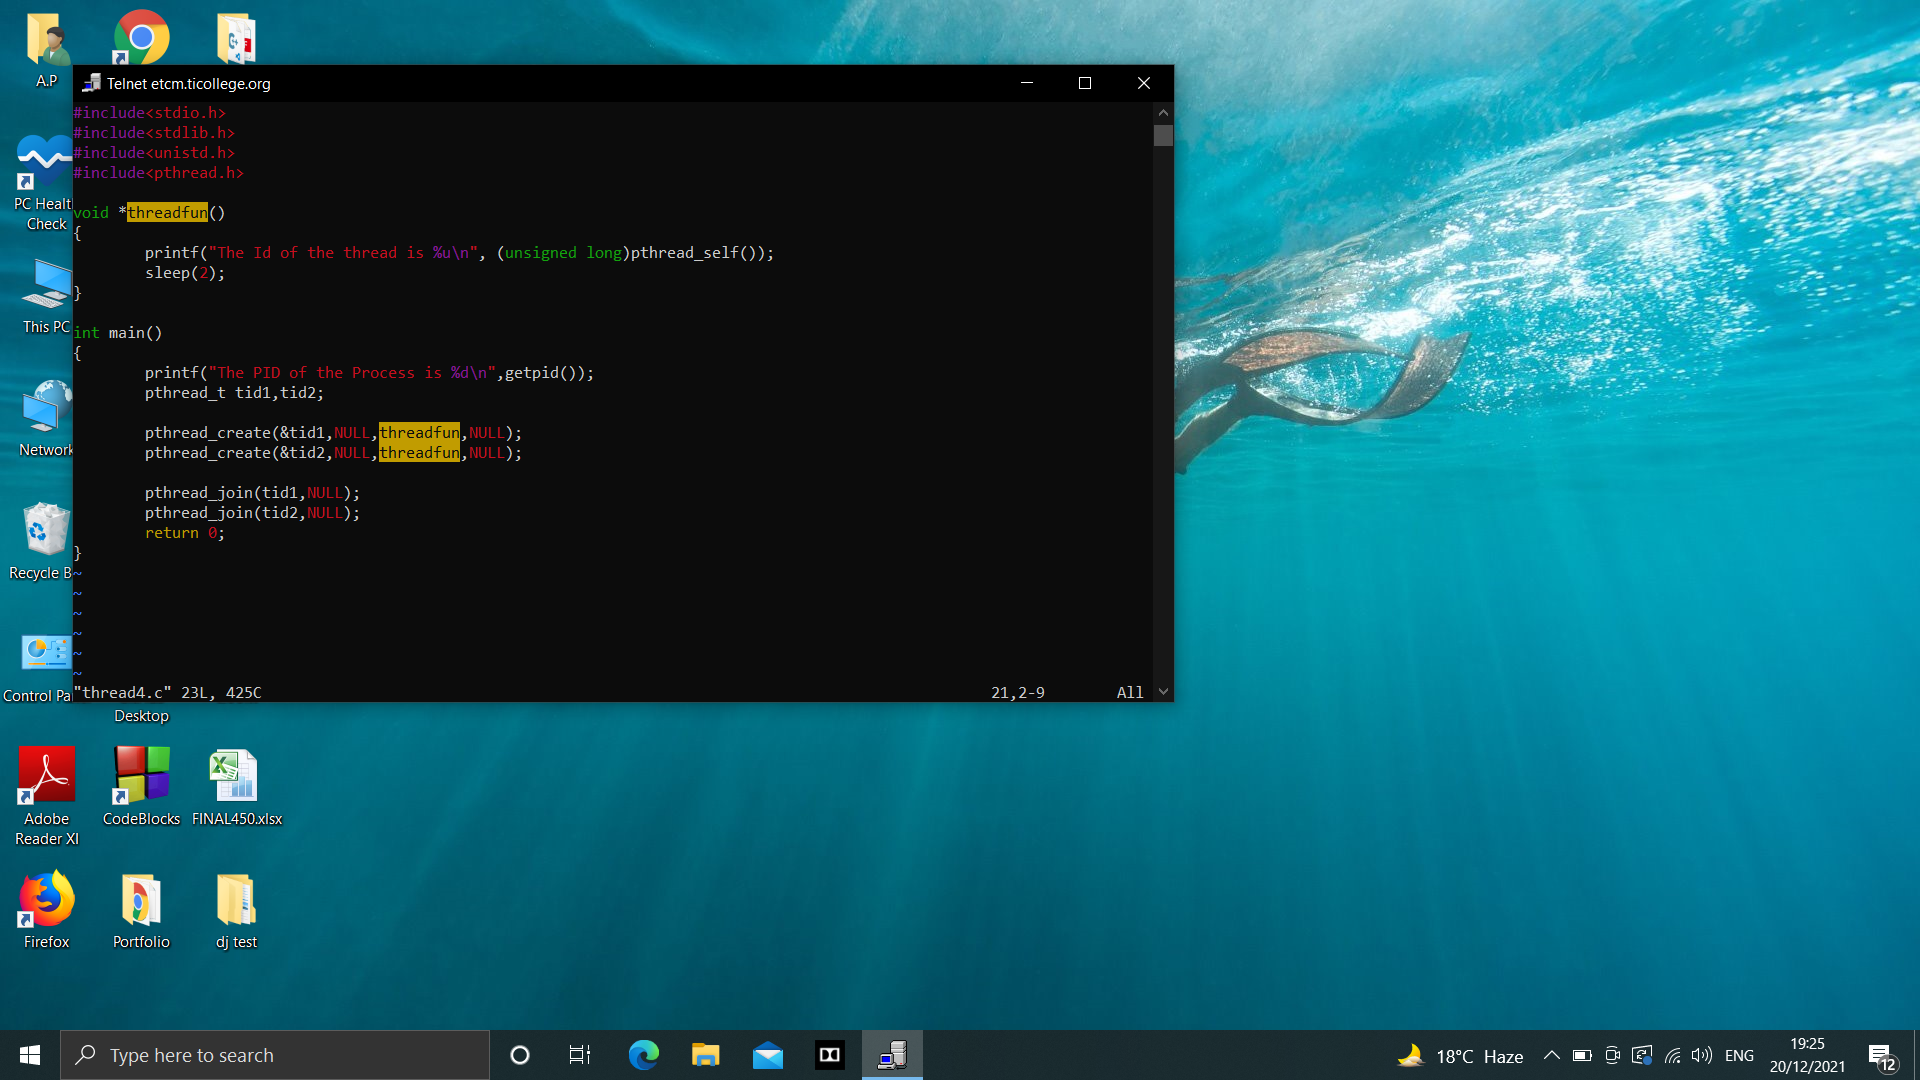 A.P
Telnet etcm.ticollege.org
#include<stdio.h>
#include<stdlib.h>
#include<unistd.h>
#include<pthread.h>
void *threadfun()
{
printf("The Id of the thread is %u\n", (unsigned long)pthread_self());
sleep(2);
}
int main()
{
printf("The PID of the Process is %d\n",getpid());
pthread_t tid1,tid2;
pthread_create(&tid1,NULL,threadfun,NULL);
pthread_create(&tid2,NULL,threadfun,NULL);
pthread_join(tid1,NULL);
pthread_join(tid2,NULL);
return 0;
}
~
~
~
~
~
~
"thread4.c" 23L, 425C
21,2-9
All
PC Healt
Check
This PC
Network
Recycle B
Control Pa
Desktop
Adobe
Reader XI
CodeBlocks
FINAL450.xlsx
Firefox
Portfolio
dj test
Type here to search
18°C Haze
ENG
19:25
20/12/2021
12